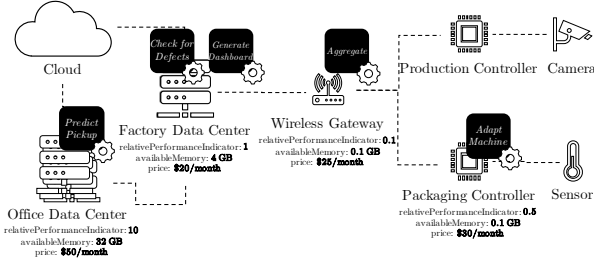 Check for
Defects
Generate
Dashboard
Aggregate
Cloud
Production Controller
Camera
Predict
Pickup
Factory Data Center
relativePerformanceIndicator: 1
availableMemory: 4 GB
price: $20/month
Wireless Gateway
relativePerformanceIndicator: 0.1
availableMemory: 0.1 GB
price: $25/month
Adapt
Machine
Packaging Controller
relativePerformanceIndicator: 0.5
availableMemory: 0.1 GB
price: $30/month
Sensor
Office Data Center
relativePerformanceIndicator: 10
availableMemory: 32 GB
price: $50/month